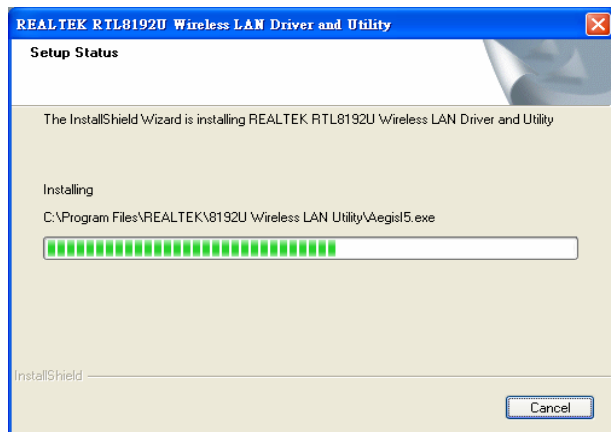 REALTEK RTL8192U Wireless LAN Driver and Utility
Setup Status
The InstallShield Wizard is installing REALTEK RTL8192U Wireless LAN Driver and Utility
Installing
C:\Program Files\REALTEK\8192U Wireless LAN Utility\AegisI5.exe
InstallShield
Cancel